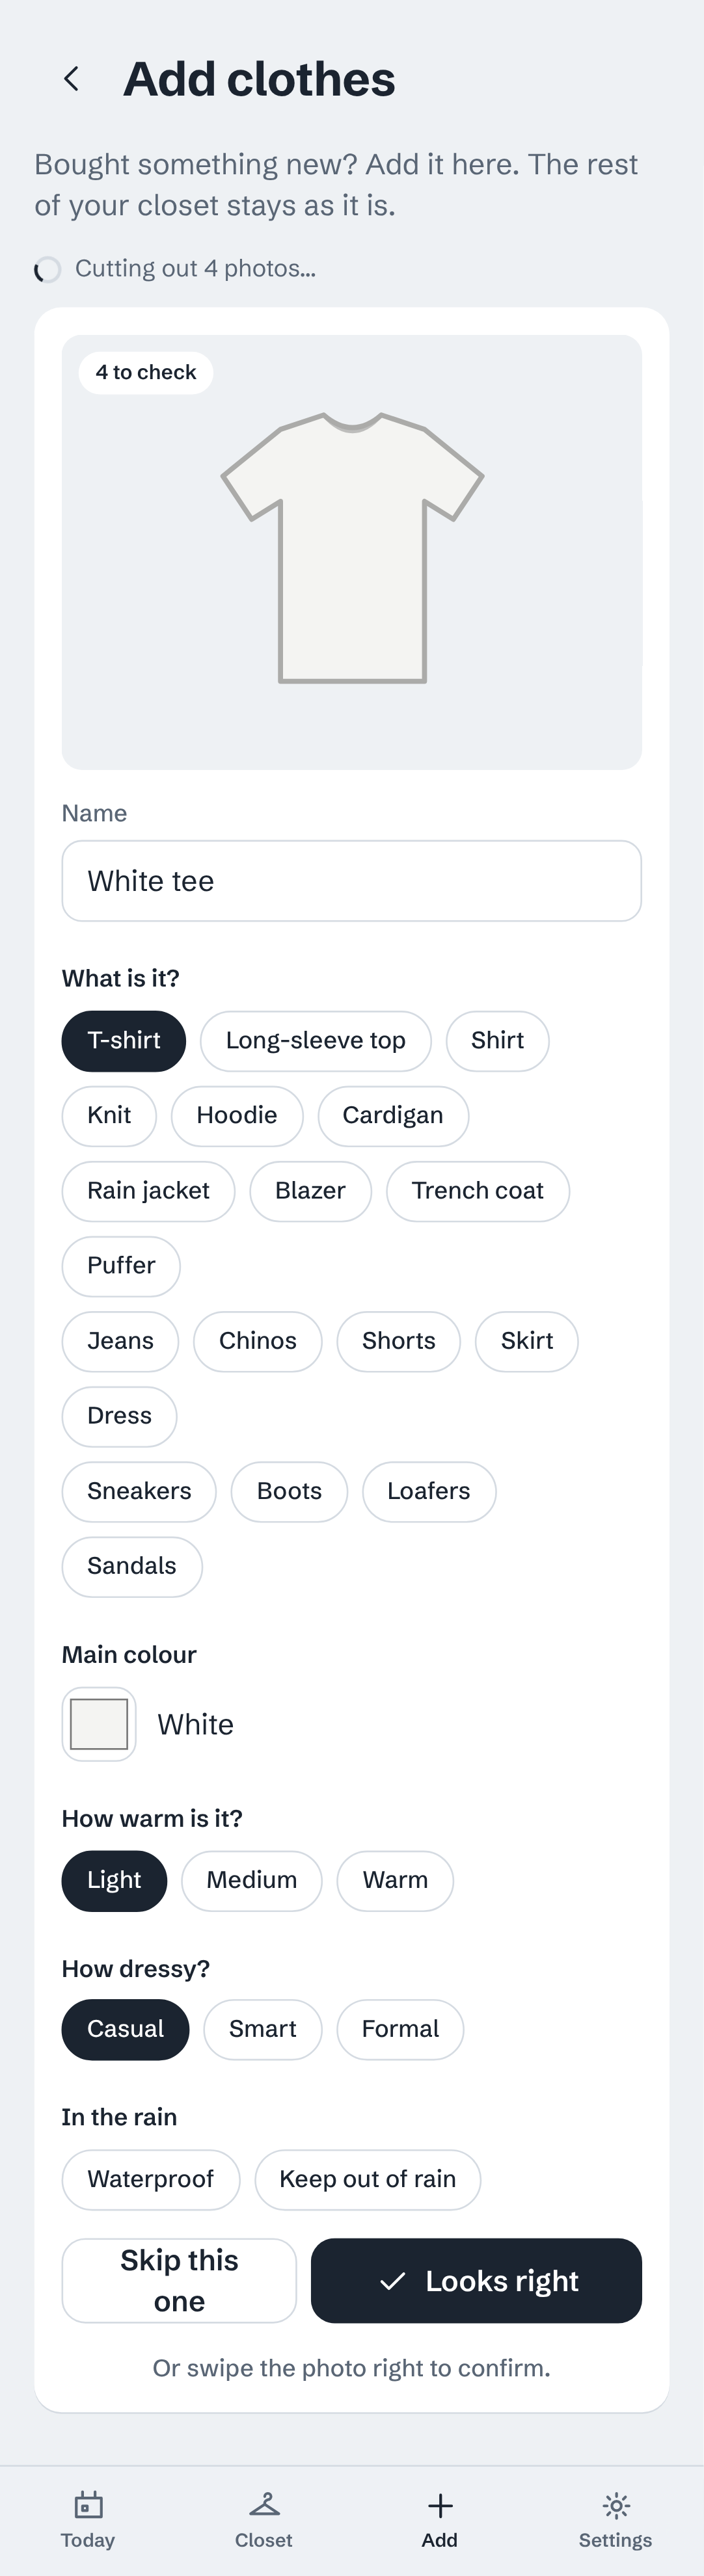 Add clothes
Bought something new? Add it here. The rest
of your closet stays as it is.
Cutting out 4 photos...
4 to check
Name
White tee
What is it?
T-shirt Long-sleeve top Shirt
Knit Hoodie Cardigan
Rain jacket Blazer Trench coat
Puffer
Jeans Chinos Shorts Skirt
Dress
Sneakers Boots Loafers
Sandals
Main colour
White
How warm is it?
Light Medium Warm
How dressy?
Casual Smart Formal
In the rain
Waterproof Keep out of rain
Skip this
one
Looks right
Or swipe the photo right to confirm.
Today Closet Add Settings